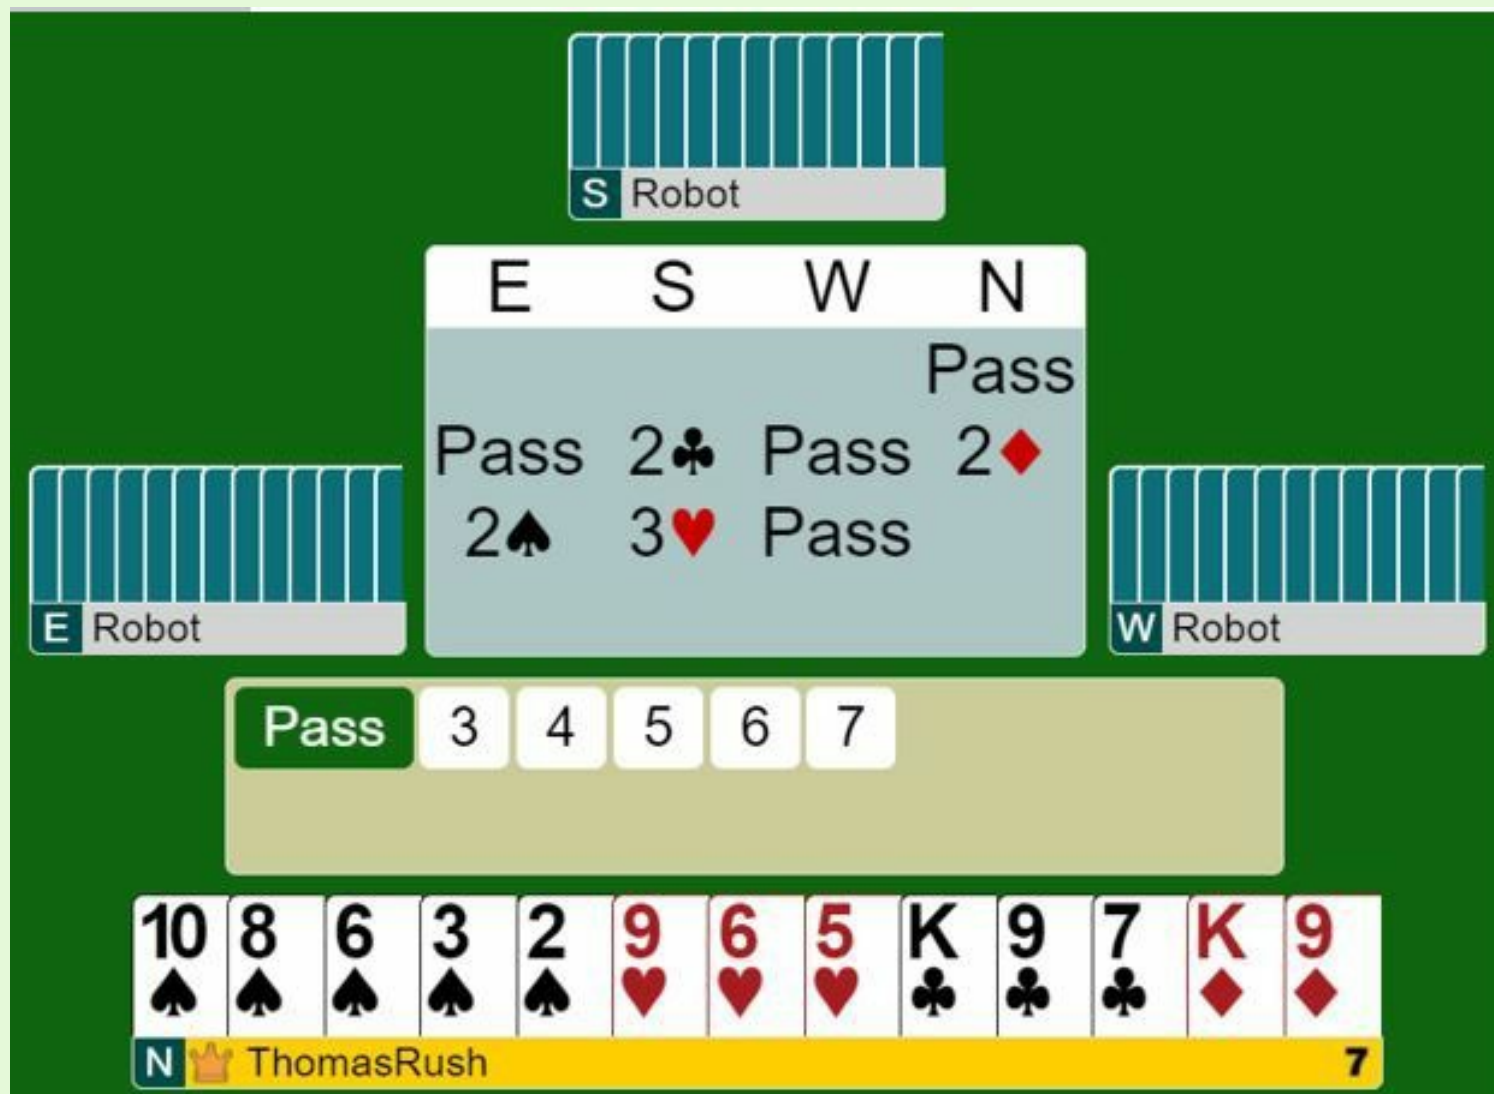 S Robot
E S W N
Pass
Pass 2♣ Pass 2♦
2♠ 3♥ Pass
E Robot
W Robot
Pass 3 4 5 6 7
10 8 6 3 2 9 6 5 K 9 7 K 9
♠ ♠ ♠ ♠ ♠ ♥ ♥ ♥ ♣ ♣ ♣ ♦ ♦
N ThomasRush 7